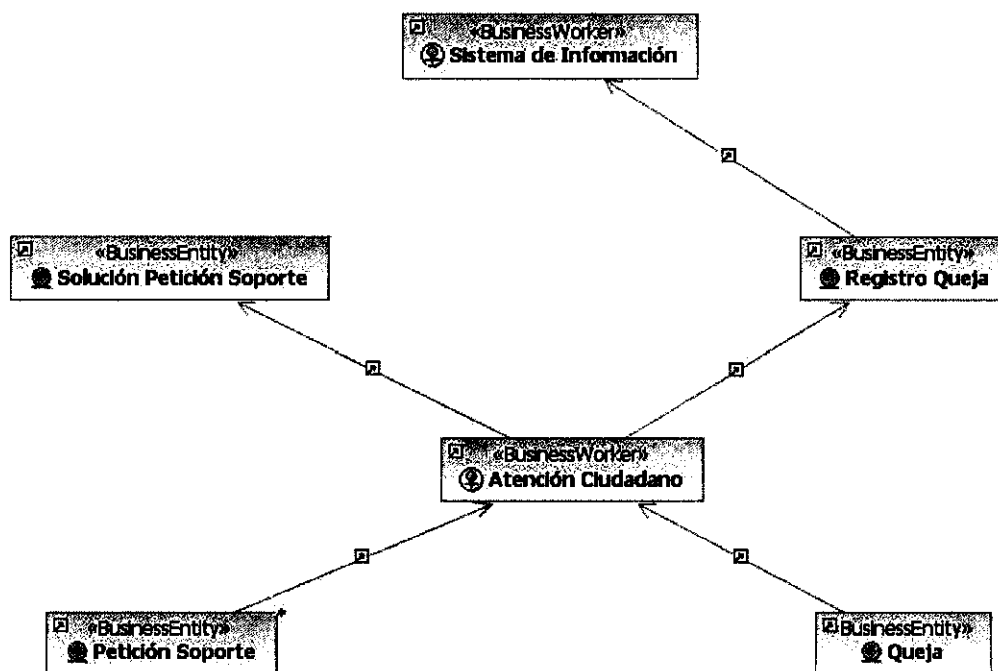 «BusinessWorker»
Sistema de Información
«BusinessEntity»
Solución Petición Soporte
«BusinessEntity»
Registro Queja
«BusinessWorker»
Atención Ciudadano
«BusinessEntity»
Petición Soporte
«BusinessEntity»
Queja